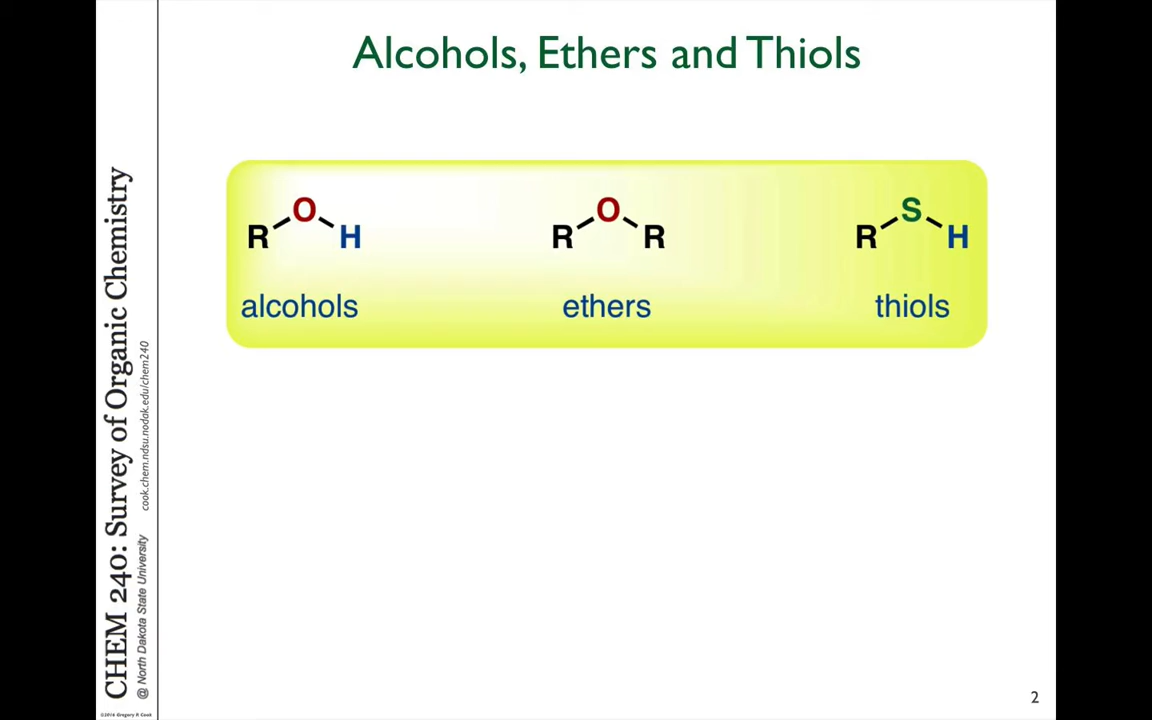 Alcohols, Ethers and Thiols
R O H
R O R
R S H
alcohols
ethers
thiols
CHEM 240: Survey of Organic Chemistry
@ North Dakota State University
cook.chem.ndsu.nodak.edu/chem240
©2016 Gregory R Cook
2